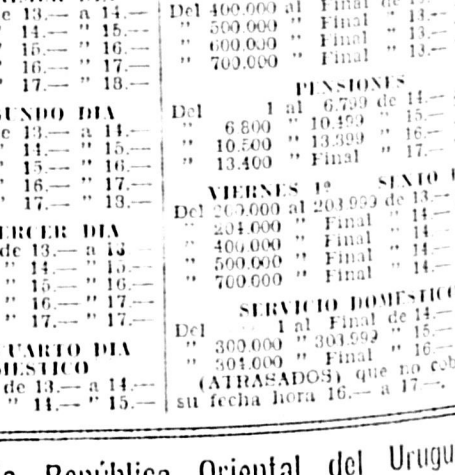 e 13.— a 14.—
" 14.— " 15.—
" 15.— " 16.—
" 16.— " 17.—
" 17.— " 18.—
UNDO DIA
e 13.— a 14.—
" 14.— " 15.—
" 15.— " 16.—
" 16.— " 17.—
" 17.— " 18.—
ERCER DIA
de 13.— a
" 14.— " 15.—
" 15.— " 16.—
" 16.— " 17.—
" 17.— " 17.—
CUARTO DIA
MESTICO
de 13.— a 14.—
" 14.— " 15.—
Del 400.000 al Final de
" 500.000 " Final " 13.—
" 600.000 " Final " 13.—
" 700.000 " Final " 13.—
PENSIONES
Del 1 al 6.799 de 14.—
" 6.800 " 10.499 " 15.—
" 10.500 " 13.399 " 16.—
" 13.400 " Final " 17.—
VIERNES 1º SEXTO
Del 200.000 al 203.999 de 13.—
" 204.000 " Final " 14.—
" 400.000 " Final " 14.—
" 500.000 " Final " 14.—
" 700.000 " Final " 14.—
SERVICIO DOMESTICO
Del 1 al Final de 14.—
" 300.000 " 303.999 " 15.—
" 304.000 " Final " 16.—
(ATRASADOS) que no cob
su fecha hora 16.— a 17.—.
República Oriental del Urugu